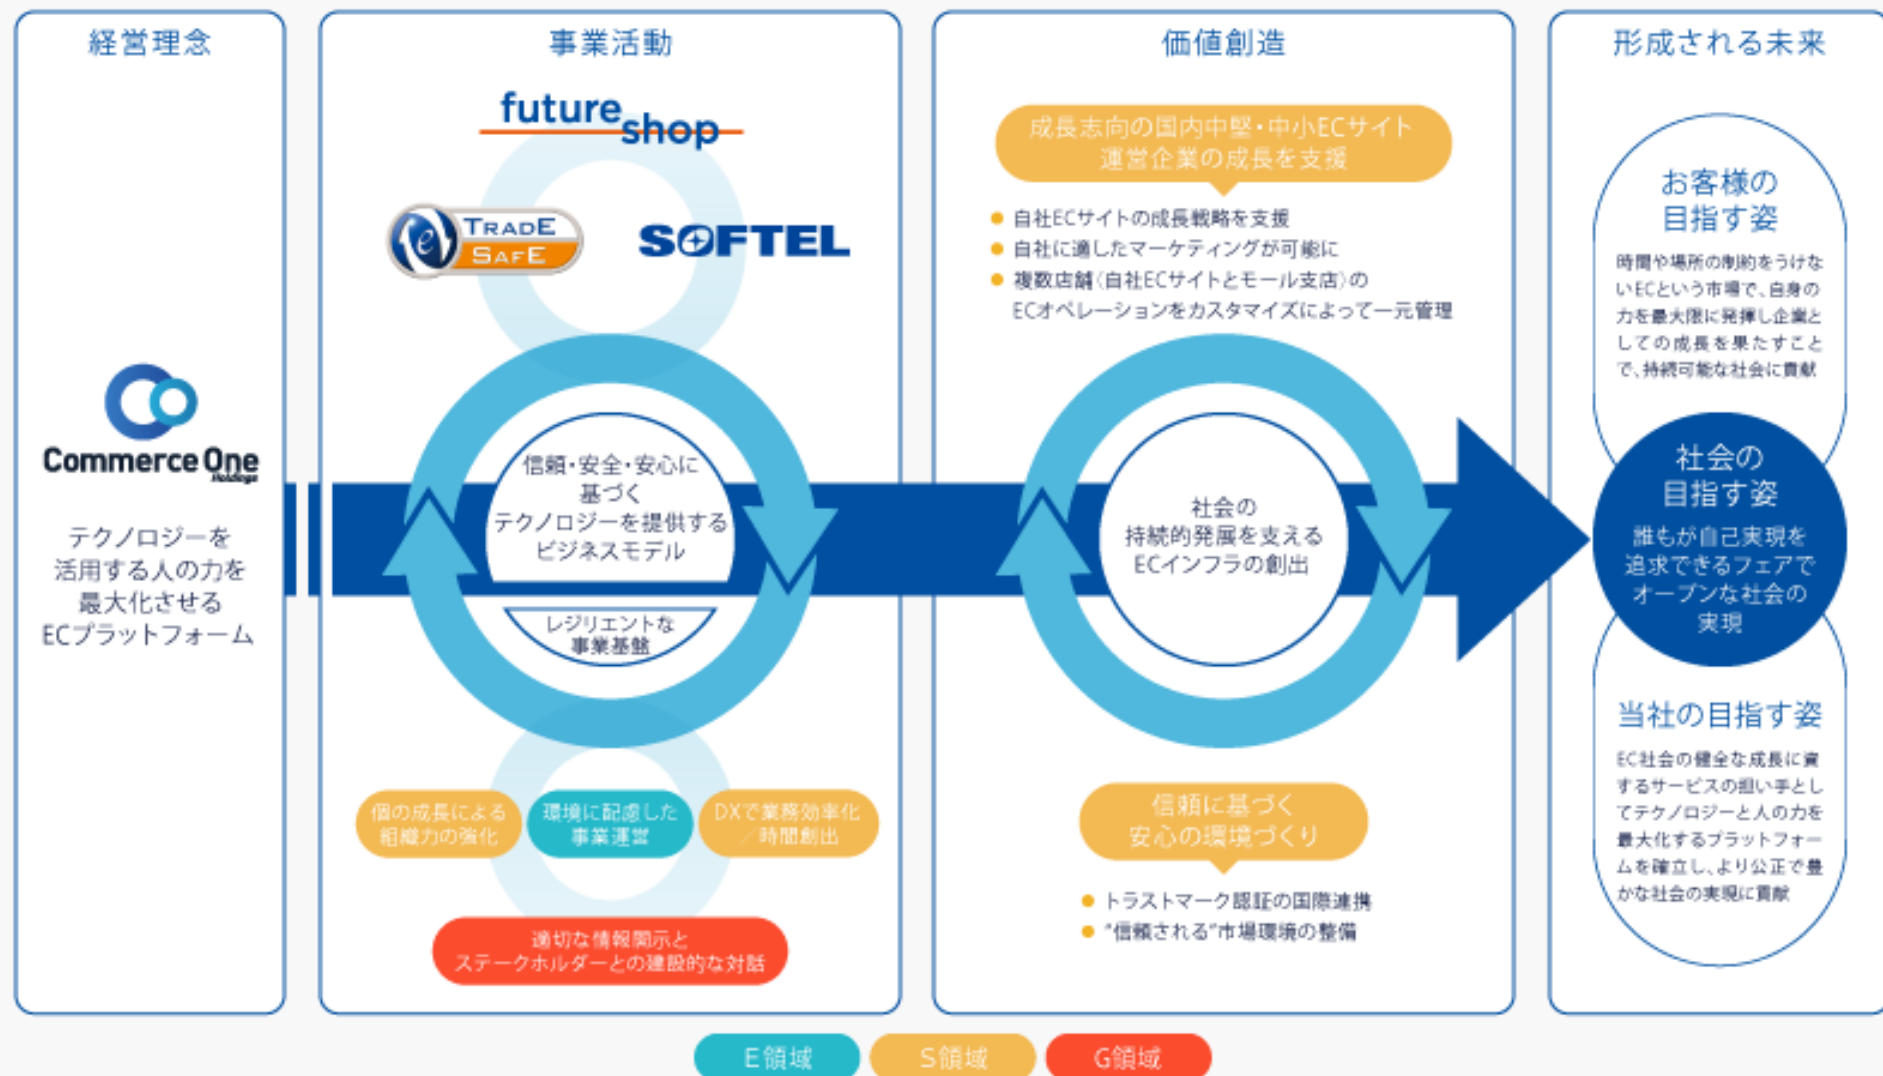 経営理念
Commerce One
Holdings
テクノロジーを
活用する人の力を
最大化させる
ECプラットフォーム
事業活動
future
shop
TRADE
SAFE
SOFTEL
信頼・安全・安心に
基づく
テクノロジーを提供する
ビジネスモデル
レジリエントな
事業基盤
個の成長による
組織力の強化
環境に配慮した
事業運営
DXで業務効率化
／時間創出
適切な情報開示と
ステークホルダーとの建設的な対話
価値創造
成長志向の国内中堅・中小ECサイト
運営企業の成長を支援
自社ECサイトの成長戦略を支援
自社に適したマーケティングが可能に
複数店舗(自社ECサイトとモール支店)の
ECオペレーションをカスタマイズによって一元管理
社会の
持続的発展を支える
ECインフラの創出
信頼に基づく
安心の環境づくり
トラストマーク認証の国際連携
“信頼される”市場環境の整備
形成される未来
お客様の
目指す姿
時間や場所の制約をうけな
いECという市場で、自身の
力を最大限に発揮し企業と
しての成長を果たすこと
で、持続可能な社会に貢献
社会の
目指す姿
誰もが自己実現を
追求できるフェアで
オープンな社会の
実現
当社の目指す姿
EC社会の健全な成長に資
するサービスの担い手とし
てテクノロジーと人の力を
最大化するプラットフォー
ムを確立し、より公正で豊
かな社会の実現に貢献
E領域
S領域
G領域